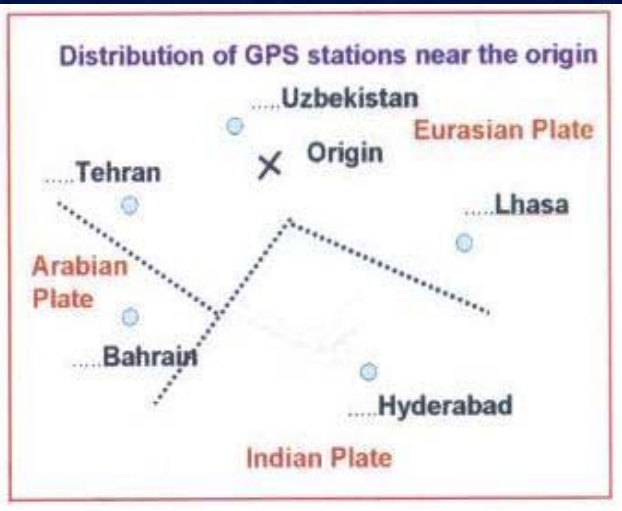 Distribution of GPS stations near the origin
.....Uzbekistan
Eurasian Plate
Origin
.....Tehran
.....Lhasa
Arabian
Plate
.....Bahrain
.....Hyderabad
Indian Plate